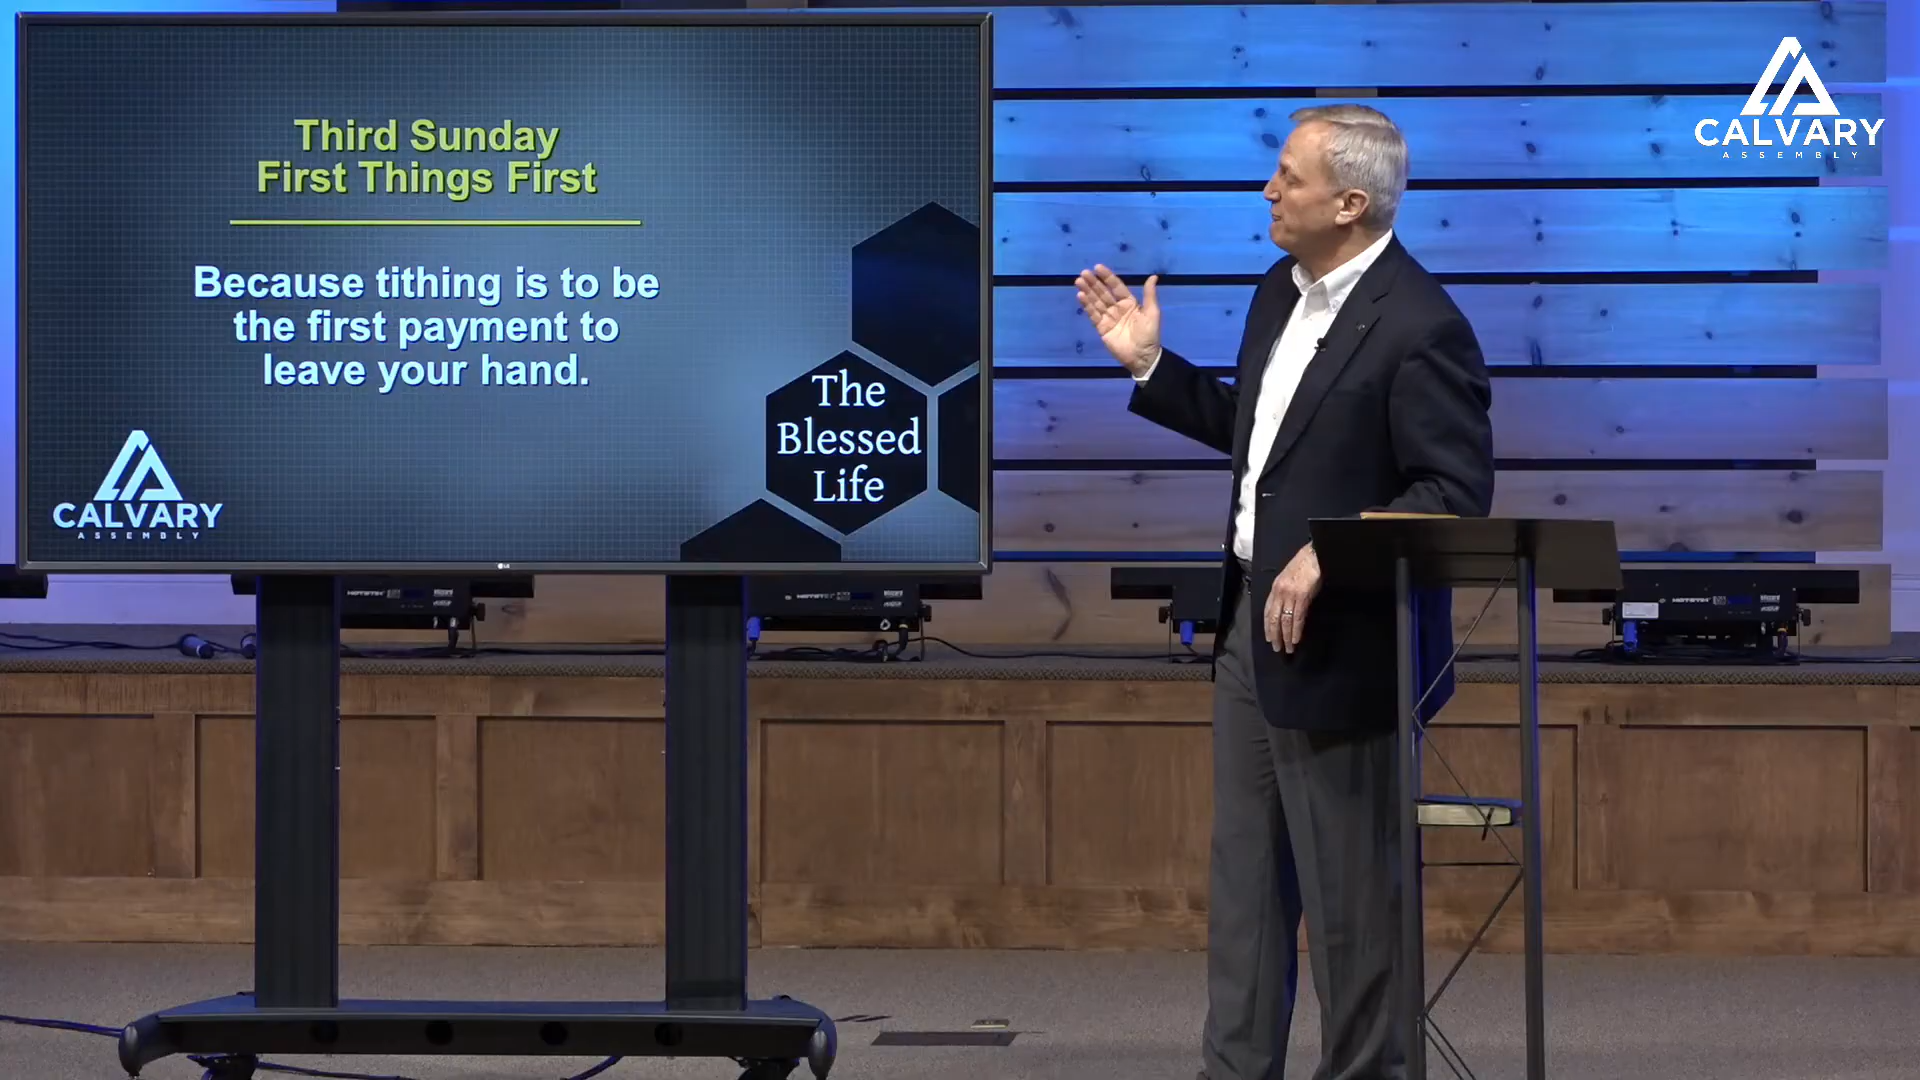 Third Sunday
First Things First
Because tithing is to be
the first payment to
leave your hand.
The
Blessed
Life
CALVARY
ASSEMBLY
LG
CALVARY
ASSEMBLY